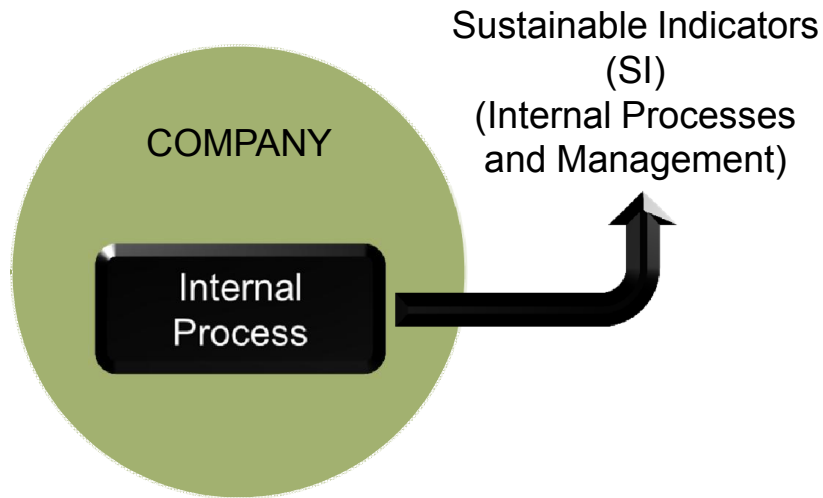 Sustainable Indicators
(SI)
(Internal Processes
and Management)
COMPANY
Internal
Process